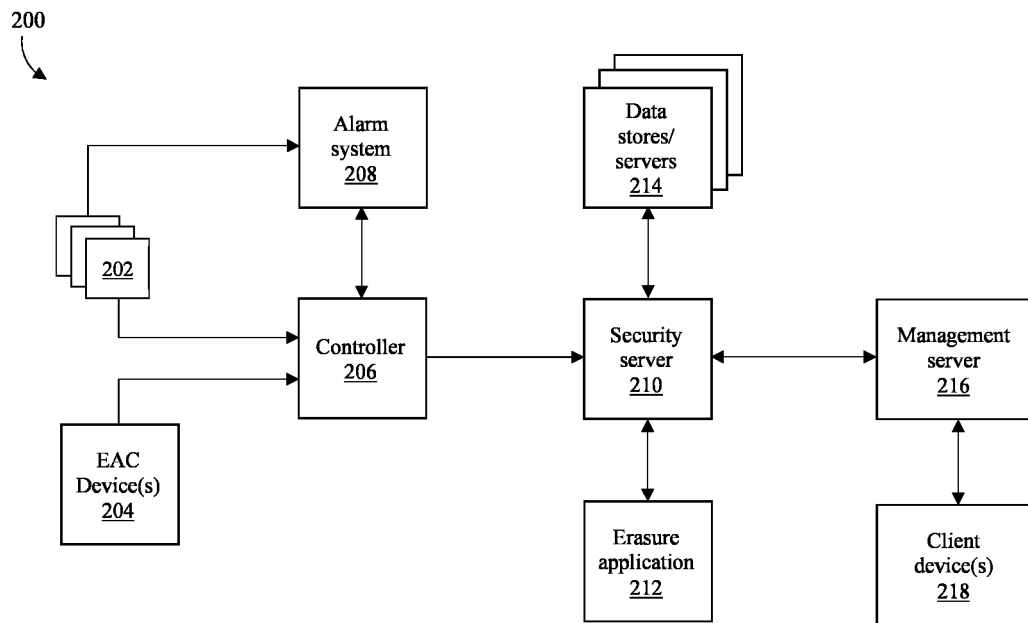 200
Alarm
system
208
Data
stores/
servers
214
202
Controller
206
Security
server
210
Management
server
216
EAC
Device(s)
204
Erasure
application
212
Client
device(s)
218